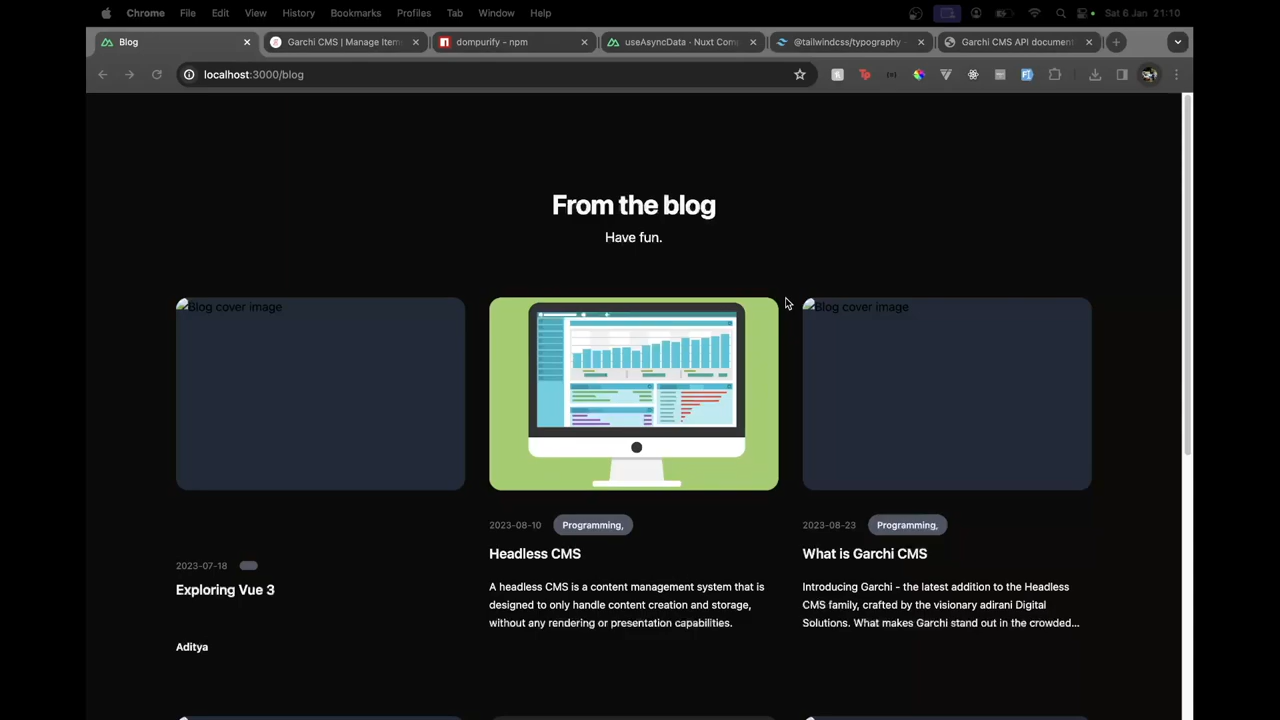 Chrome File Edit View History Bookmarks Profiles Tab Window Help Sat 6 Jan 21:10
Blog Garchi CMS | Manage Item dompurify - npm useAsyncData · Nuxt Comp @tailwindcss/typography - Garchi CMS API document
localhost:3000/blog
From the blog
Have fun.
Blog cover image
Blog cover image
2023-07-18
Exploring Vue 3
Aditya
2023-08-10 Programming,
Headless CMS
A headless CMS is a content management system that is
designed to only handle content creation and storage,
without any rendering or presentation capabilities.
2023-08-23 Programming,
What is Garchi CMS
Introducing Garchi - the latest addition to the Headless
CMS family, crafted by the visionary adirani Digital
Solutions. What makes Garchi stand out in the crowded...